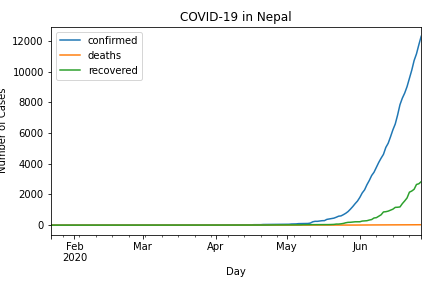 COVID-19 in Nepal
confirmed
deaths
recovered
12000
10000
8000
6000
4000
2000
0
Number of Cases
Feb
2020
Mar
Apr
May
Jun
Day